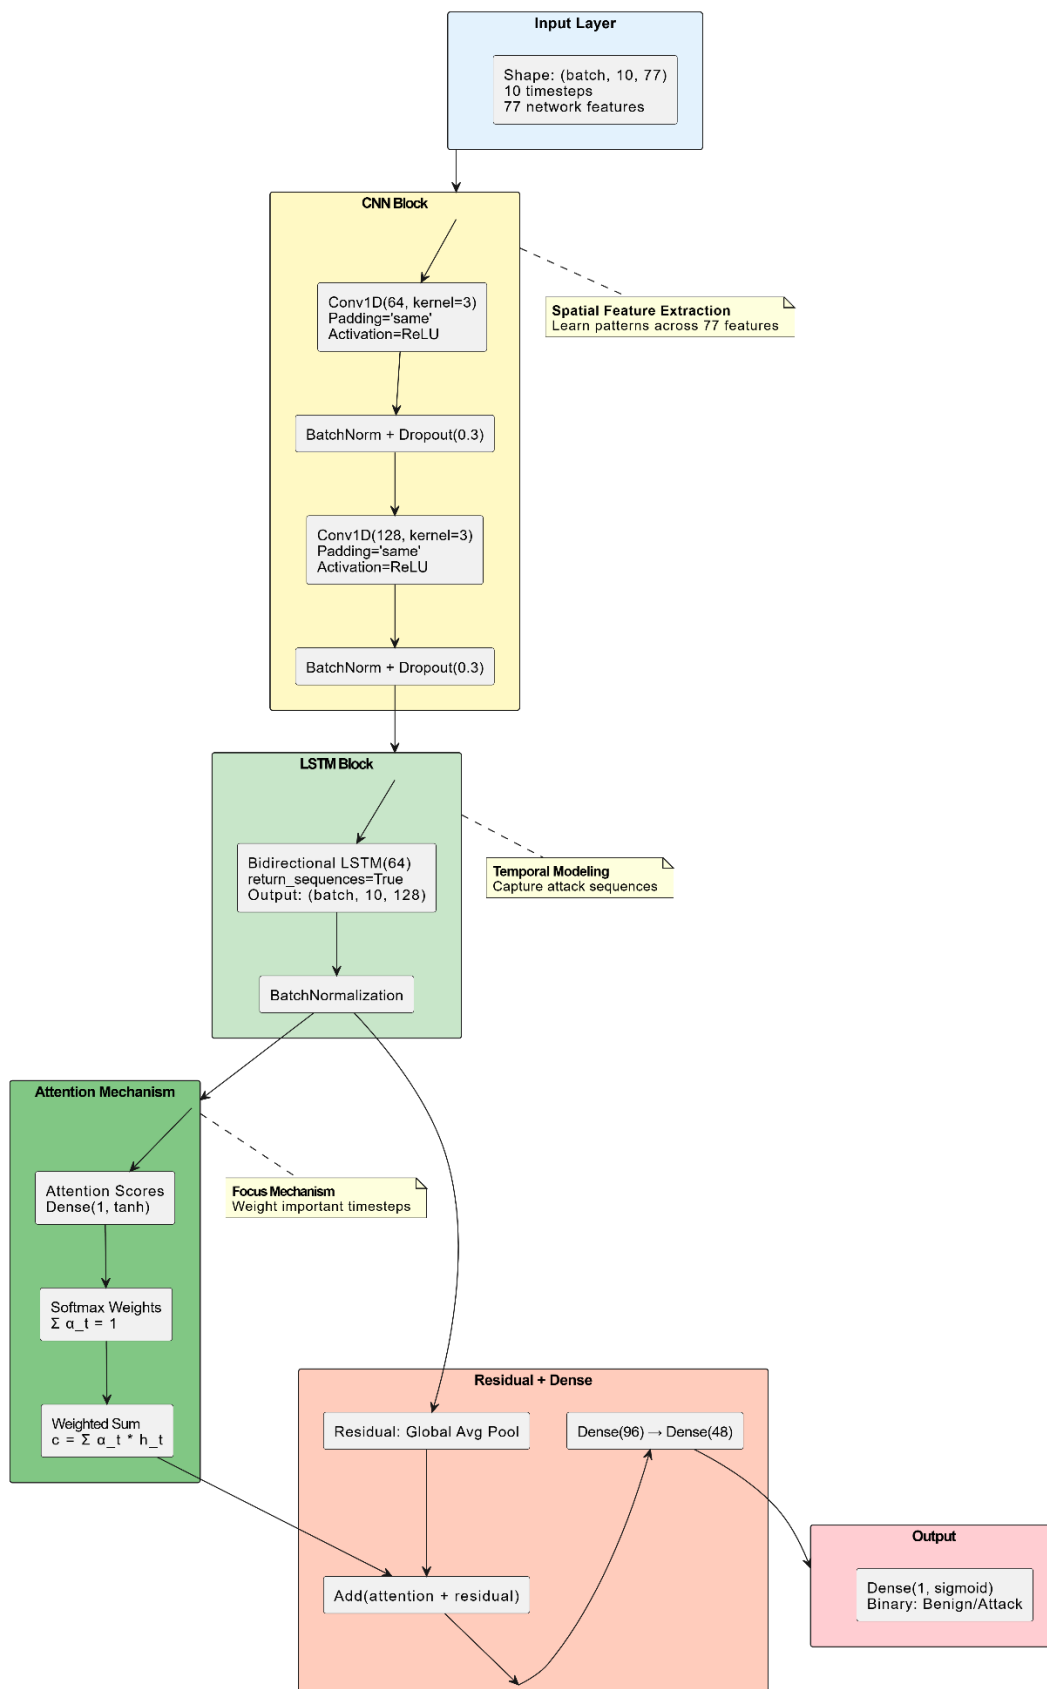 Input Layer
Shape: (batch, 10, 77)
10 timesteps
77 network features
CNN Block
Conv1D(64, kernel=3)
Padding='same'
Activation=ReLU
Spatial Feature Extraction
Learn patterns across 77 features
BatchNorm + Dropout(0.3)
Conv1D(128, kernel=3)
Padding='same'
Activation=ReLU
BatchNorm + Dropout(0.3)
LSTM Block
Bidirectional LSTM(64)
return_sequences=True
Output: (batch, 10, 128)
Temporal Modeling
Capture attack sequences
BatchNormalization
Attention Mechanism
Attention Scores
Dense(1, tanh)
Focus Mechanism
Weight important timesteps
Softmax Weights
Σ α_t = 1
Weighted Sum
c = Σ α_t * h_t
Residual + Dense
Residual: Global Avg Pool
Dense(96) → Dense(48)
Add(attention + residual)
Output
Dense(1, sigmoid)
Binary: Benign/Attack